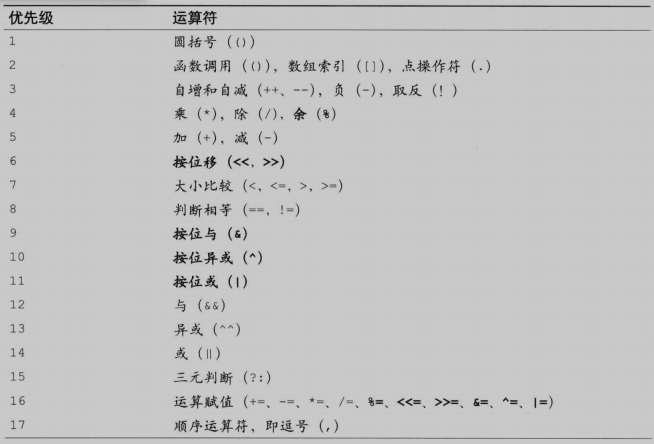 优先级 运算符
1 圆括号（()）
2 函数调用（()），数组索引（[]），点操作符（.）
3 自增和自减（++、--），负（-），取反（!）
4 乘（*），除（/），余（%）
5 加（+），减（-）
6 按位移（<<，>>）
7 大小比较（<，<=，>，>=）
8 判断相等（==，!=）
9 按位与（&）
10 按位异或（^）
11 按位或（|）
12 与（&&）
13 异或（^^）
14 或（||）
15 三元判断（?:）
16 运算赋值（+=、-=、*=、/=、%=、<<=、>>=、&=、^=、|=）
17 顺序运算符，即逗号（,）